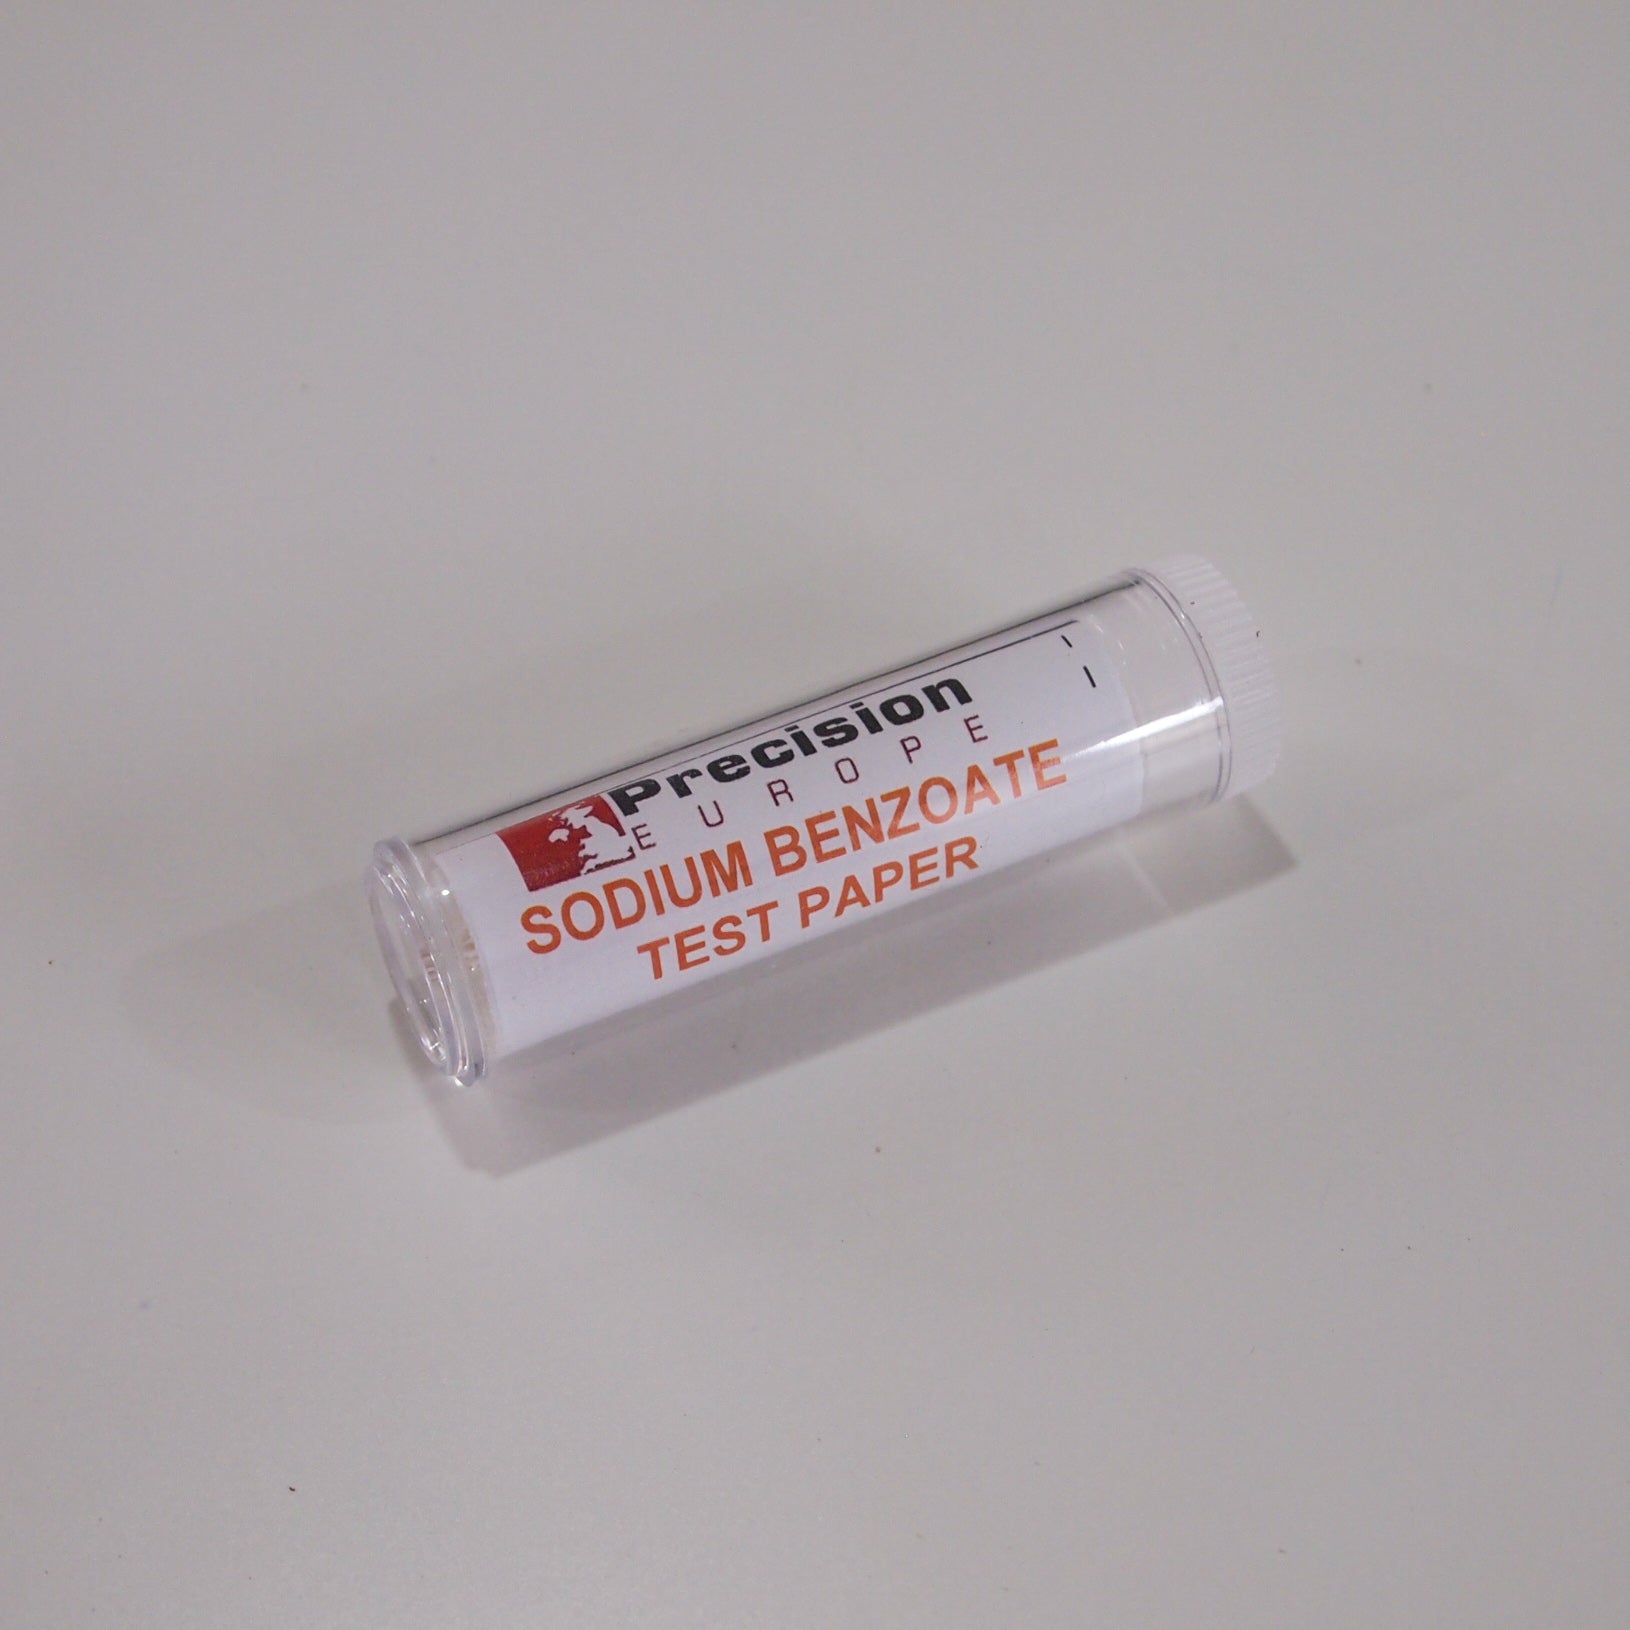 Precision
EUROPE
SODIUM BENZOATE
TEST PAPER